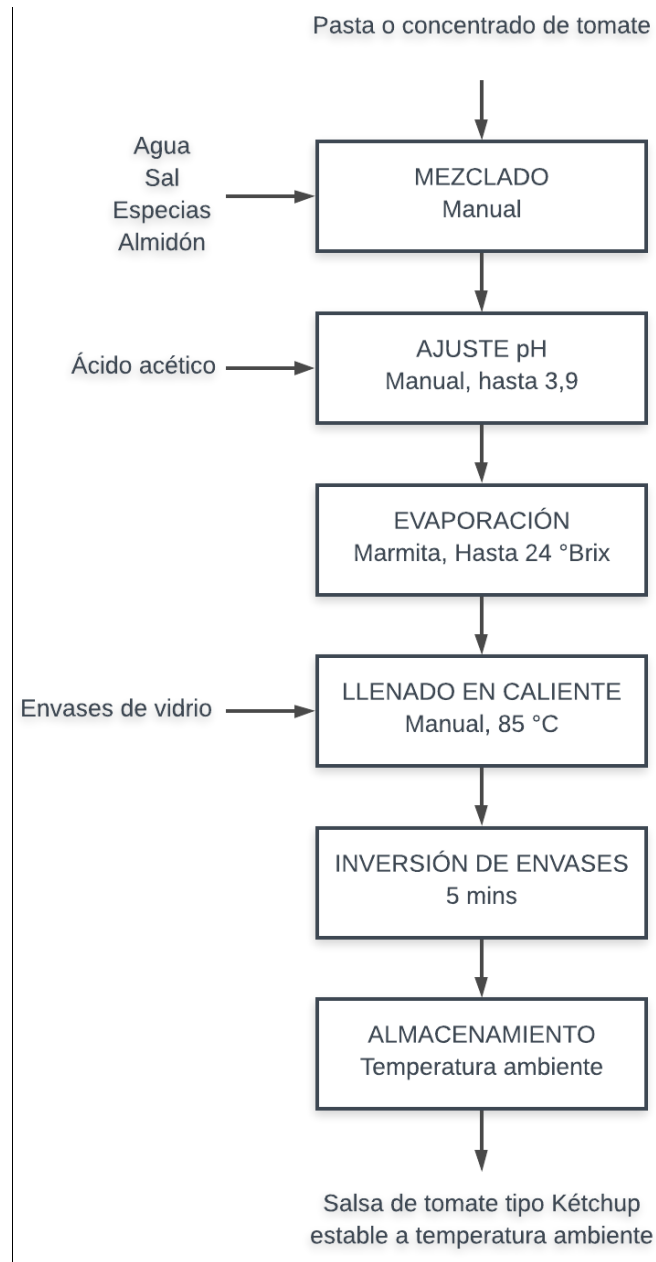 Pasta o concentrado de tomate
Agua
Sal
Especias
Almidón
MEZCLADO
Manual
Ácido acético
AJUSTE pH
Manual, hasta 3,9
EVAPORACIÓN
Marmita, Hasta 24 °Brix
Envases de vidrio
LLENADO EN CALIENTE
Manual, 85 °C
INVERSIÓN DE ENVASES
5 mins
ALMACENAMIENTO
Temperatura ambiente
Salsa de tomate tipo Kétchup
estable a temperatura ambiente